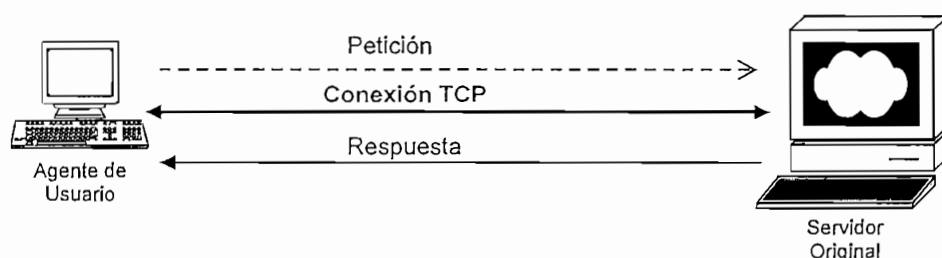 Petición
Conexión TCP
Respuesta
Agente de
Usuario
Servidor
Original